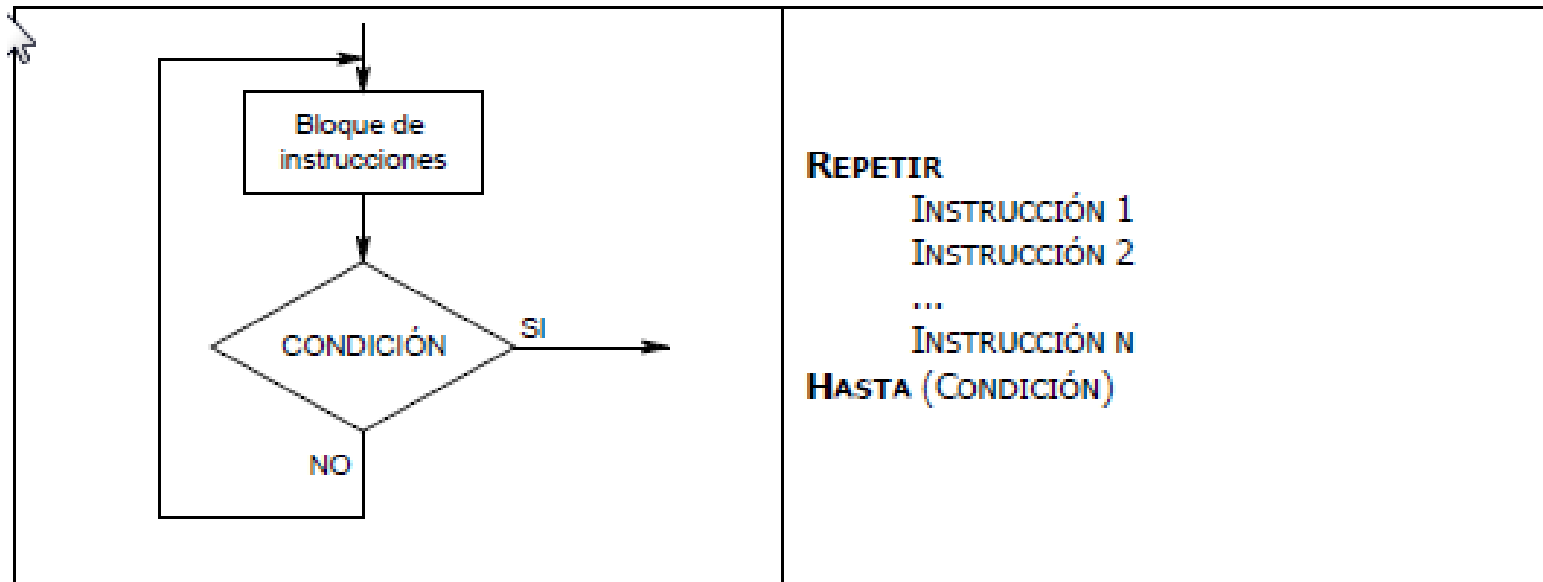 Bloque de
instrucciones
CONDICIÓN
SI
NO
REPETIR
INSTRUCCIÓN 1
INSTRUCCIÓN 2
...
INSTRUCCIÓN N
HASTA (CONDICIÓN)